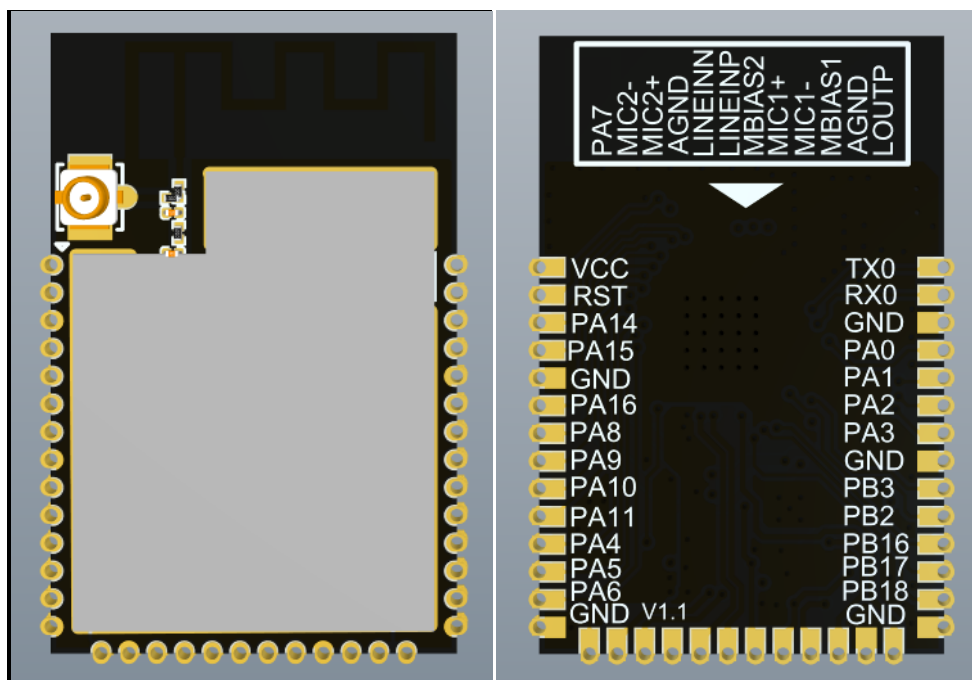 PA7
MIC2-
MIC2+
AGND
LINEINN
LINEINP
MBIAS2
MIC1+
MIC1-
MBIAS1
AGND
LOUTP
VCC TX0
RST RX0
PA14 GND
PA15 PA0
GND PA1
PA16 PA2
PA8 PA3
PA9 GND
PA10 PB3
PA11 PB2
PA4 PB16
PA5 PB17
PA6 PB18
GND V1.1 GND